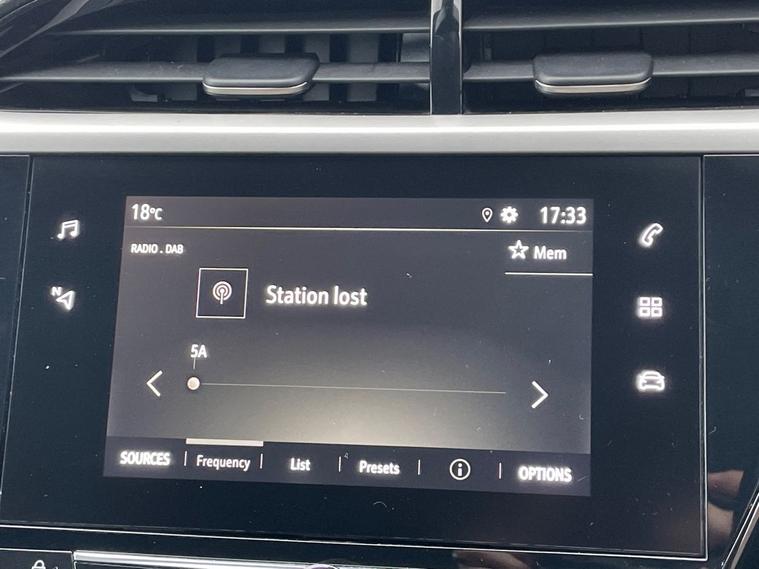 18°C 17:33
RADIO . DAB Mem
Station lost
5A
N
SOURCES Frequency List Presets OPTIONS